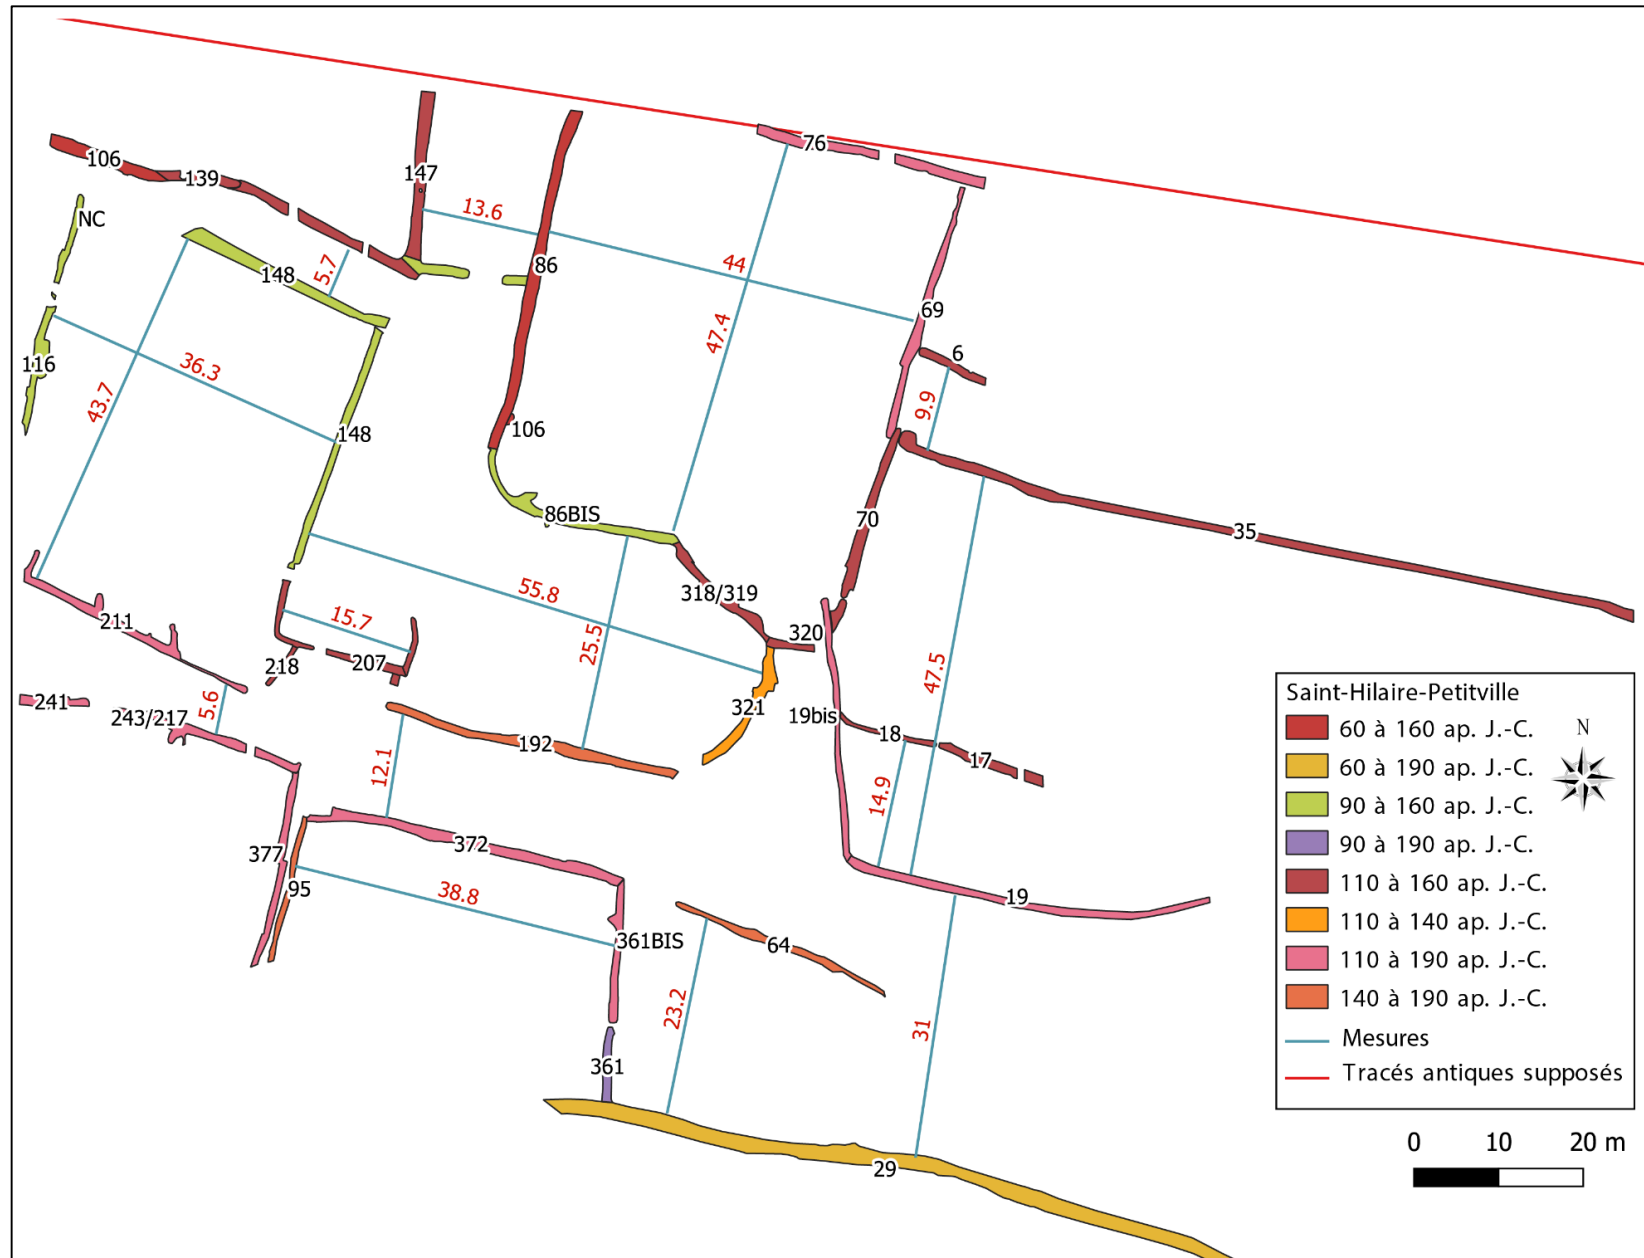 76
106
139
147
NC
13.6
148
5.7
86
44
69
47.4
6
116
36.3
43.7
9.9
106
148
86BIS
70
35
55.8
318/319
15.7
211
320
25.5
218
207
47.5
241
5.6
243/217
321
19bis
18
192
17
12.1
14.9
372
377
95
38.8
19
361BIS
64
23.2
31
361
29
Saint-Hilaire-Petitville
60 à 160 ap. J.-C.
N
60 à 190 ap. J.-C.
90 à 160 ap. J.-C.
90 à 190 ap. J.-C.
110 à 160 ap. J.-C.
110 à 140 ap. J.-C.
110 à 190 ap. J.-C.
140 à 190 ap. J.-C.
Mesures
Tracés antiques supposés
0 10 20 m